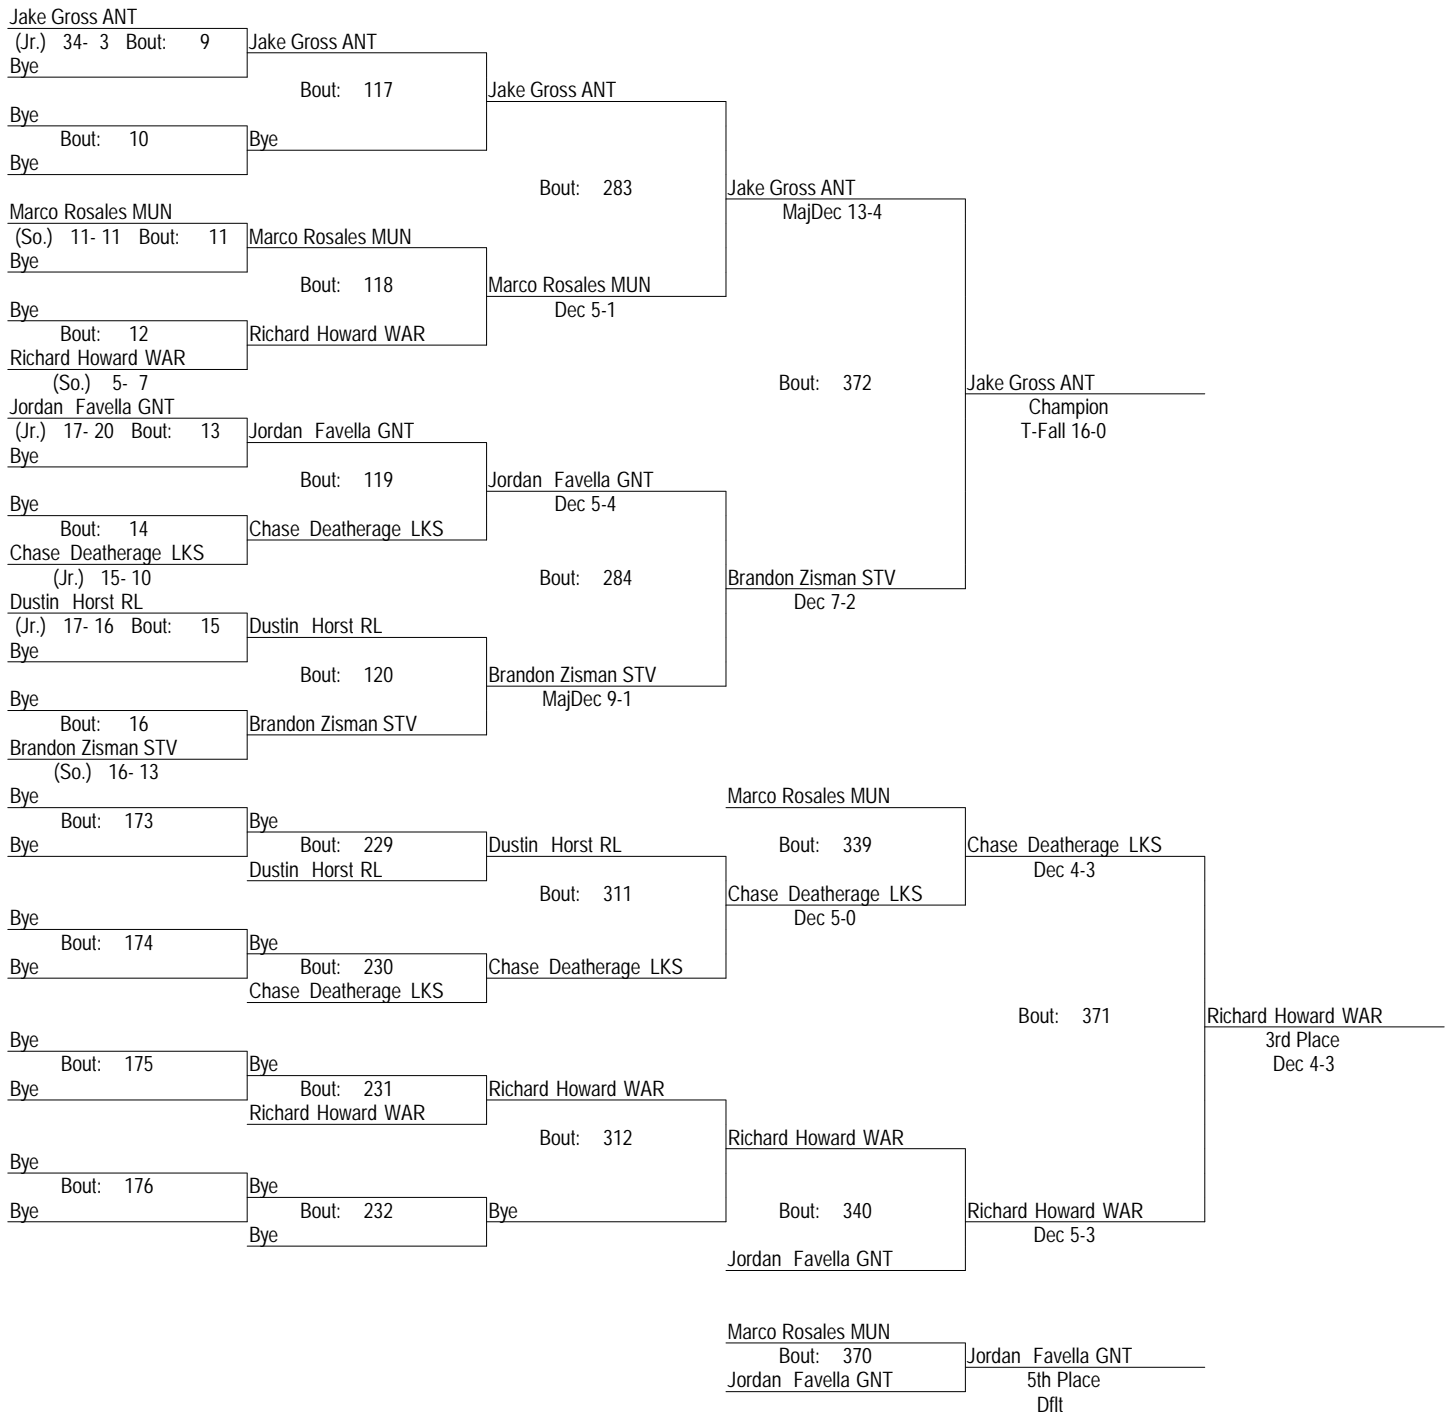 Jake Gross ANT
(Jr.) 34- 3 Bout: 9 Jake Gross ANT
Bye
Bout: 117 Jake Gross ANT
Bye
Bout: 10 Bye
Bye
Bout: 283 Jake Gross ANT
Marco Rosales MUN MajDec 13-4
(So.) 11- 11 Bout: 11 Marco Rosales MUN
Bye
Bout: 118 Marco Rosales MUN
Bye Dec 5-1
Bout: 12 Richard Howard WAR
Richard Howard WAR
(So.) 5- 7 Bout: 372 Jake Gross ANT
Jordan Favella GNT Champion
(Jr.) 17- 20 Bout: 13 Jordan Favella GNT T-Fall 16-0
Bye
Bout: 119 Jordan Favella GNT
Bye Dec 5-4
Bout: 14 Chase Deatherage LKS
Chase Deatherage LKS
(Jr.) 15- 10 Bout: 284 Brandon Zisman STV
Dustin Horst RL Dec 7-2
(Jr.) 17- 16 Bout: 15 Dustin Horst RL
Bye
Bout: 120 Brandon Zisman STV
Bye MajDec 9-1
Bout: 16 Brandon Zisman STV
Brandon Zisman STV
(So.) 16- 13
Bye Marco Rosales MUN
Bout: 173 Bye
Bye Bout: 229 Dustin Horst RL Bout: 339 Chase Deatherage LKS
Dustin Horst RL Dec 4-3
Bout: 311 Chase Deatherage LKS
Bye Dec 5-0
Bout: 174 Bye
Bye Bout: 230 Chase Deatherage LKS
Chase Deatherage LKS
Bout: 371 Richard Howard WAR
Bye 3rd Place
Bout: 175 Bye Dec 4-3
Bye Bout: 231 Richard Howard WAR
Richard Howard WAR
Bout: 312 Richard Howard WAR
Bye
Bout: 176 Bye
Bye Bout: 232 Bye Bout: 340 Richard Howard WAR
Bye Dec 5-3
Jordan Favella GNT
Marco Rosales MUN
Bout: 370 Jordan Favella GNT
Jordan Favella GNT 5th Place
Dflt